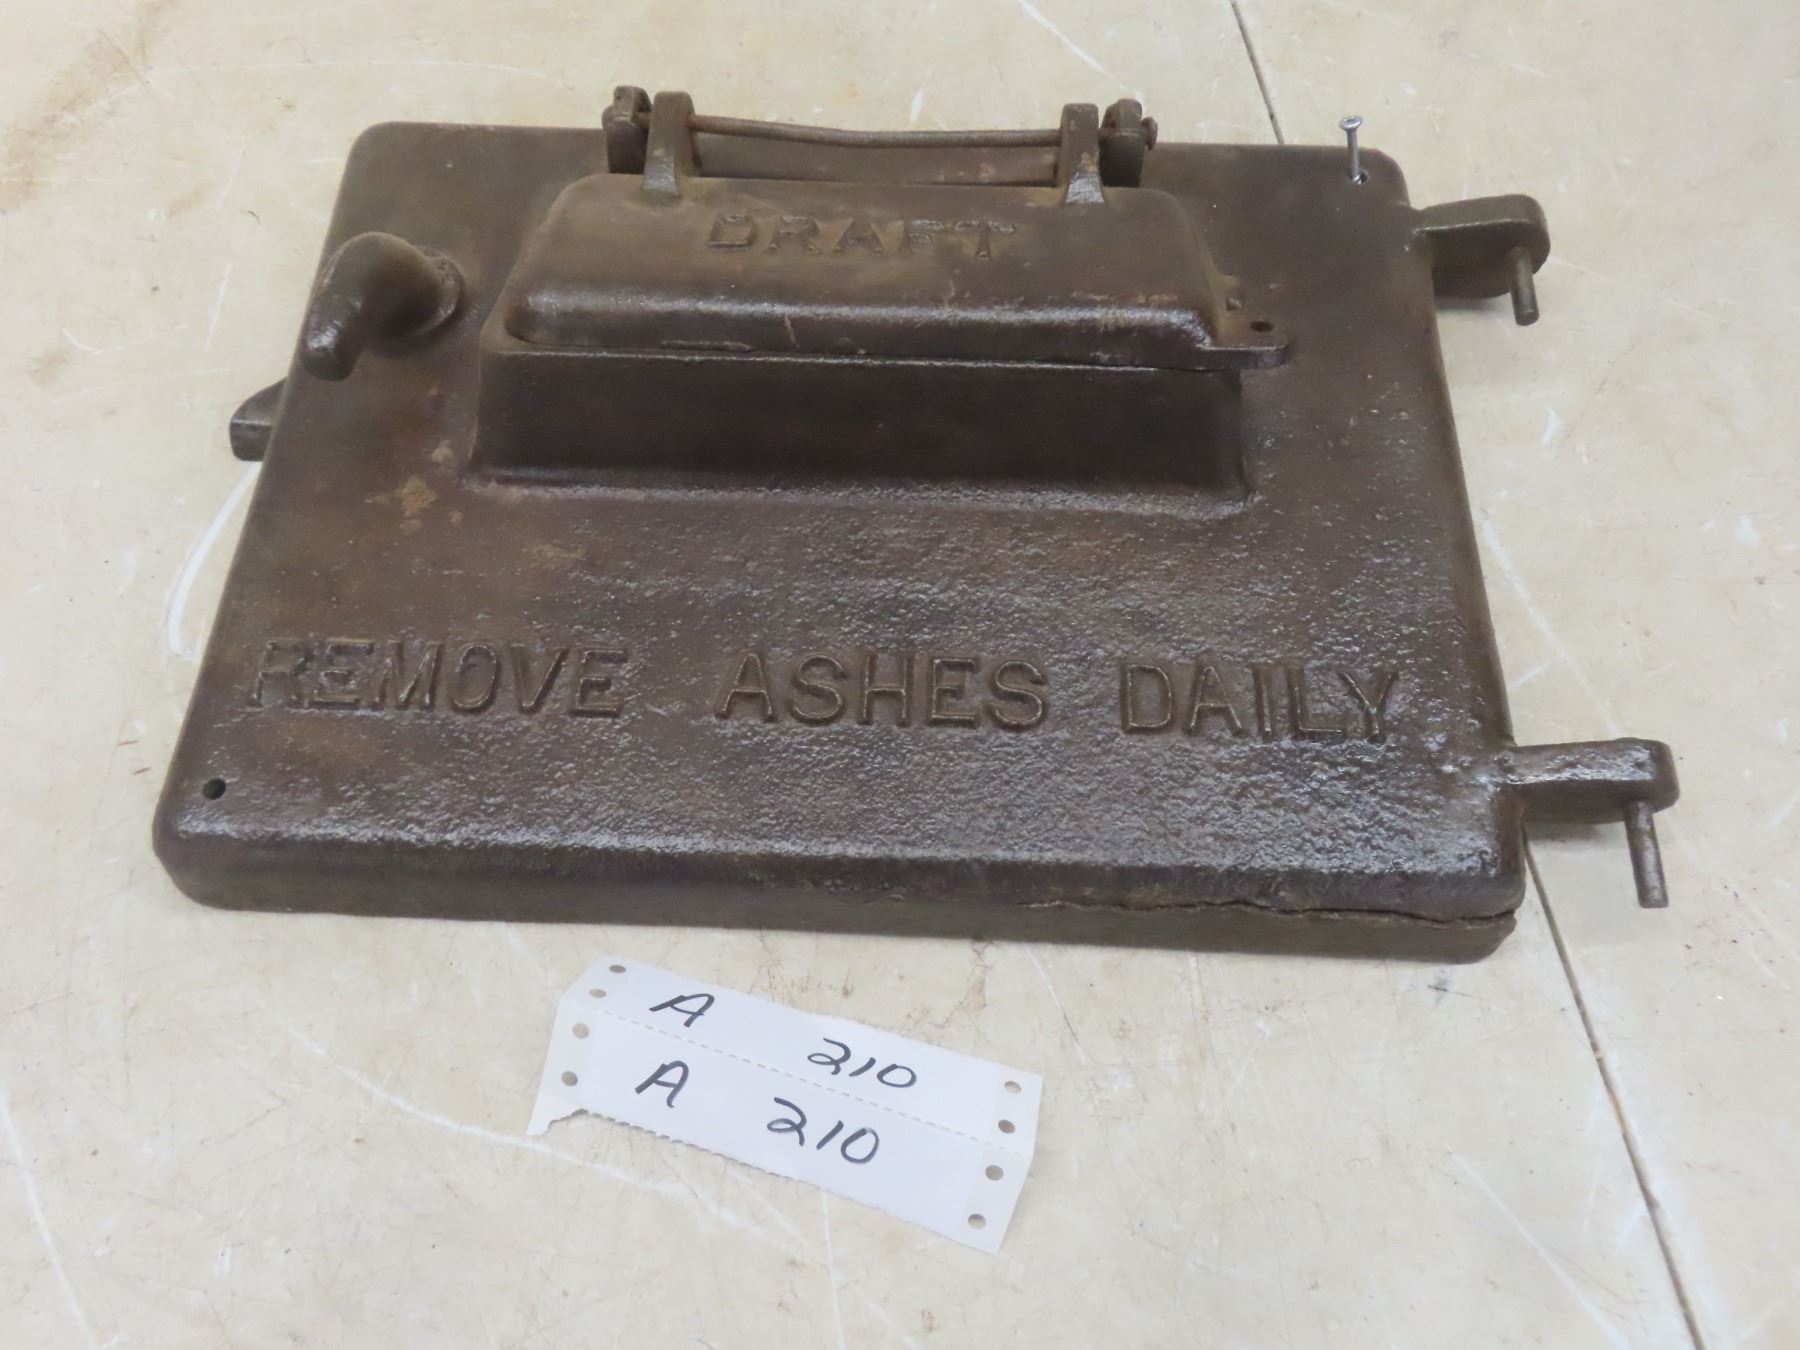 DRAFT
REMOVE ASHES DAILY
A 210
A 210